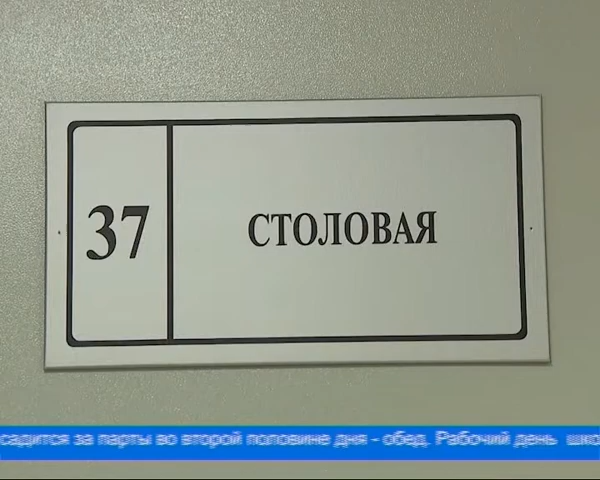 37
СТОЛОВАЯ
садится за парты во второй половине дня - обед. Рабочий день